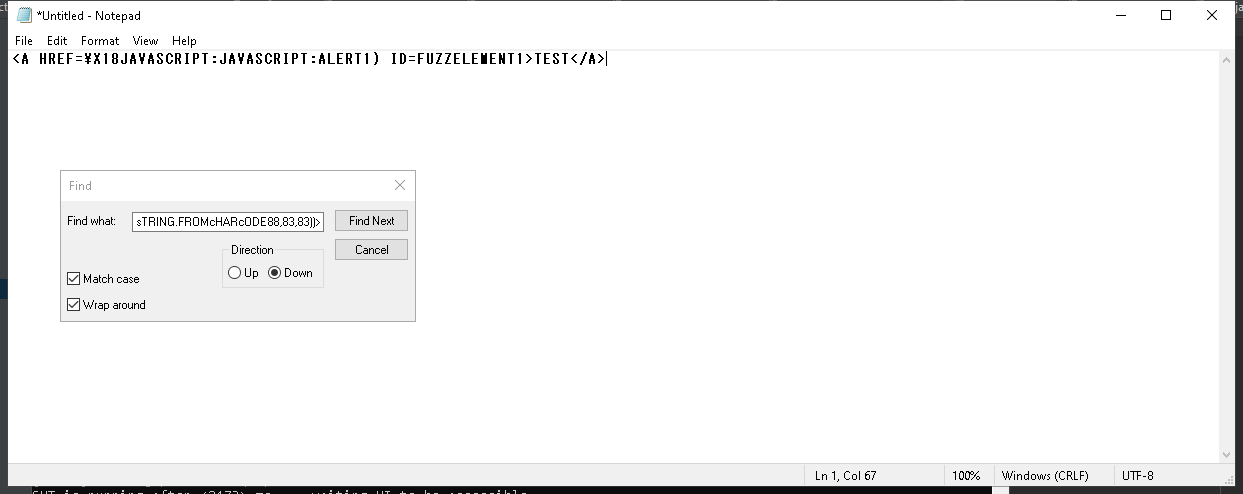 *Untitled - Notepad
File Edit Format View Help
<A HREF=¥X18JAVASCRIPT:JAVASCRIPT:ALERT1) ID=FUZZELEMENT1>TEST</A>
Find
Find what: sTRING.FROMcHARcODE88,83,83))> Find Next
Direction Cancel
Up Down
Match case
Wrap around
Ln 1, Col 67 100% Windows (CRLF) UTF-8